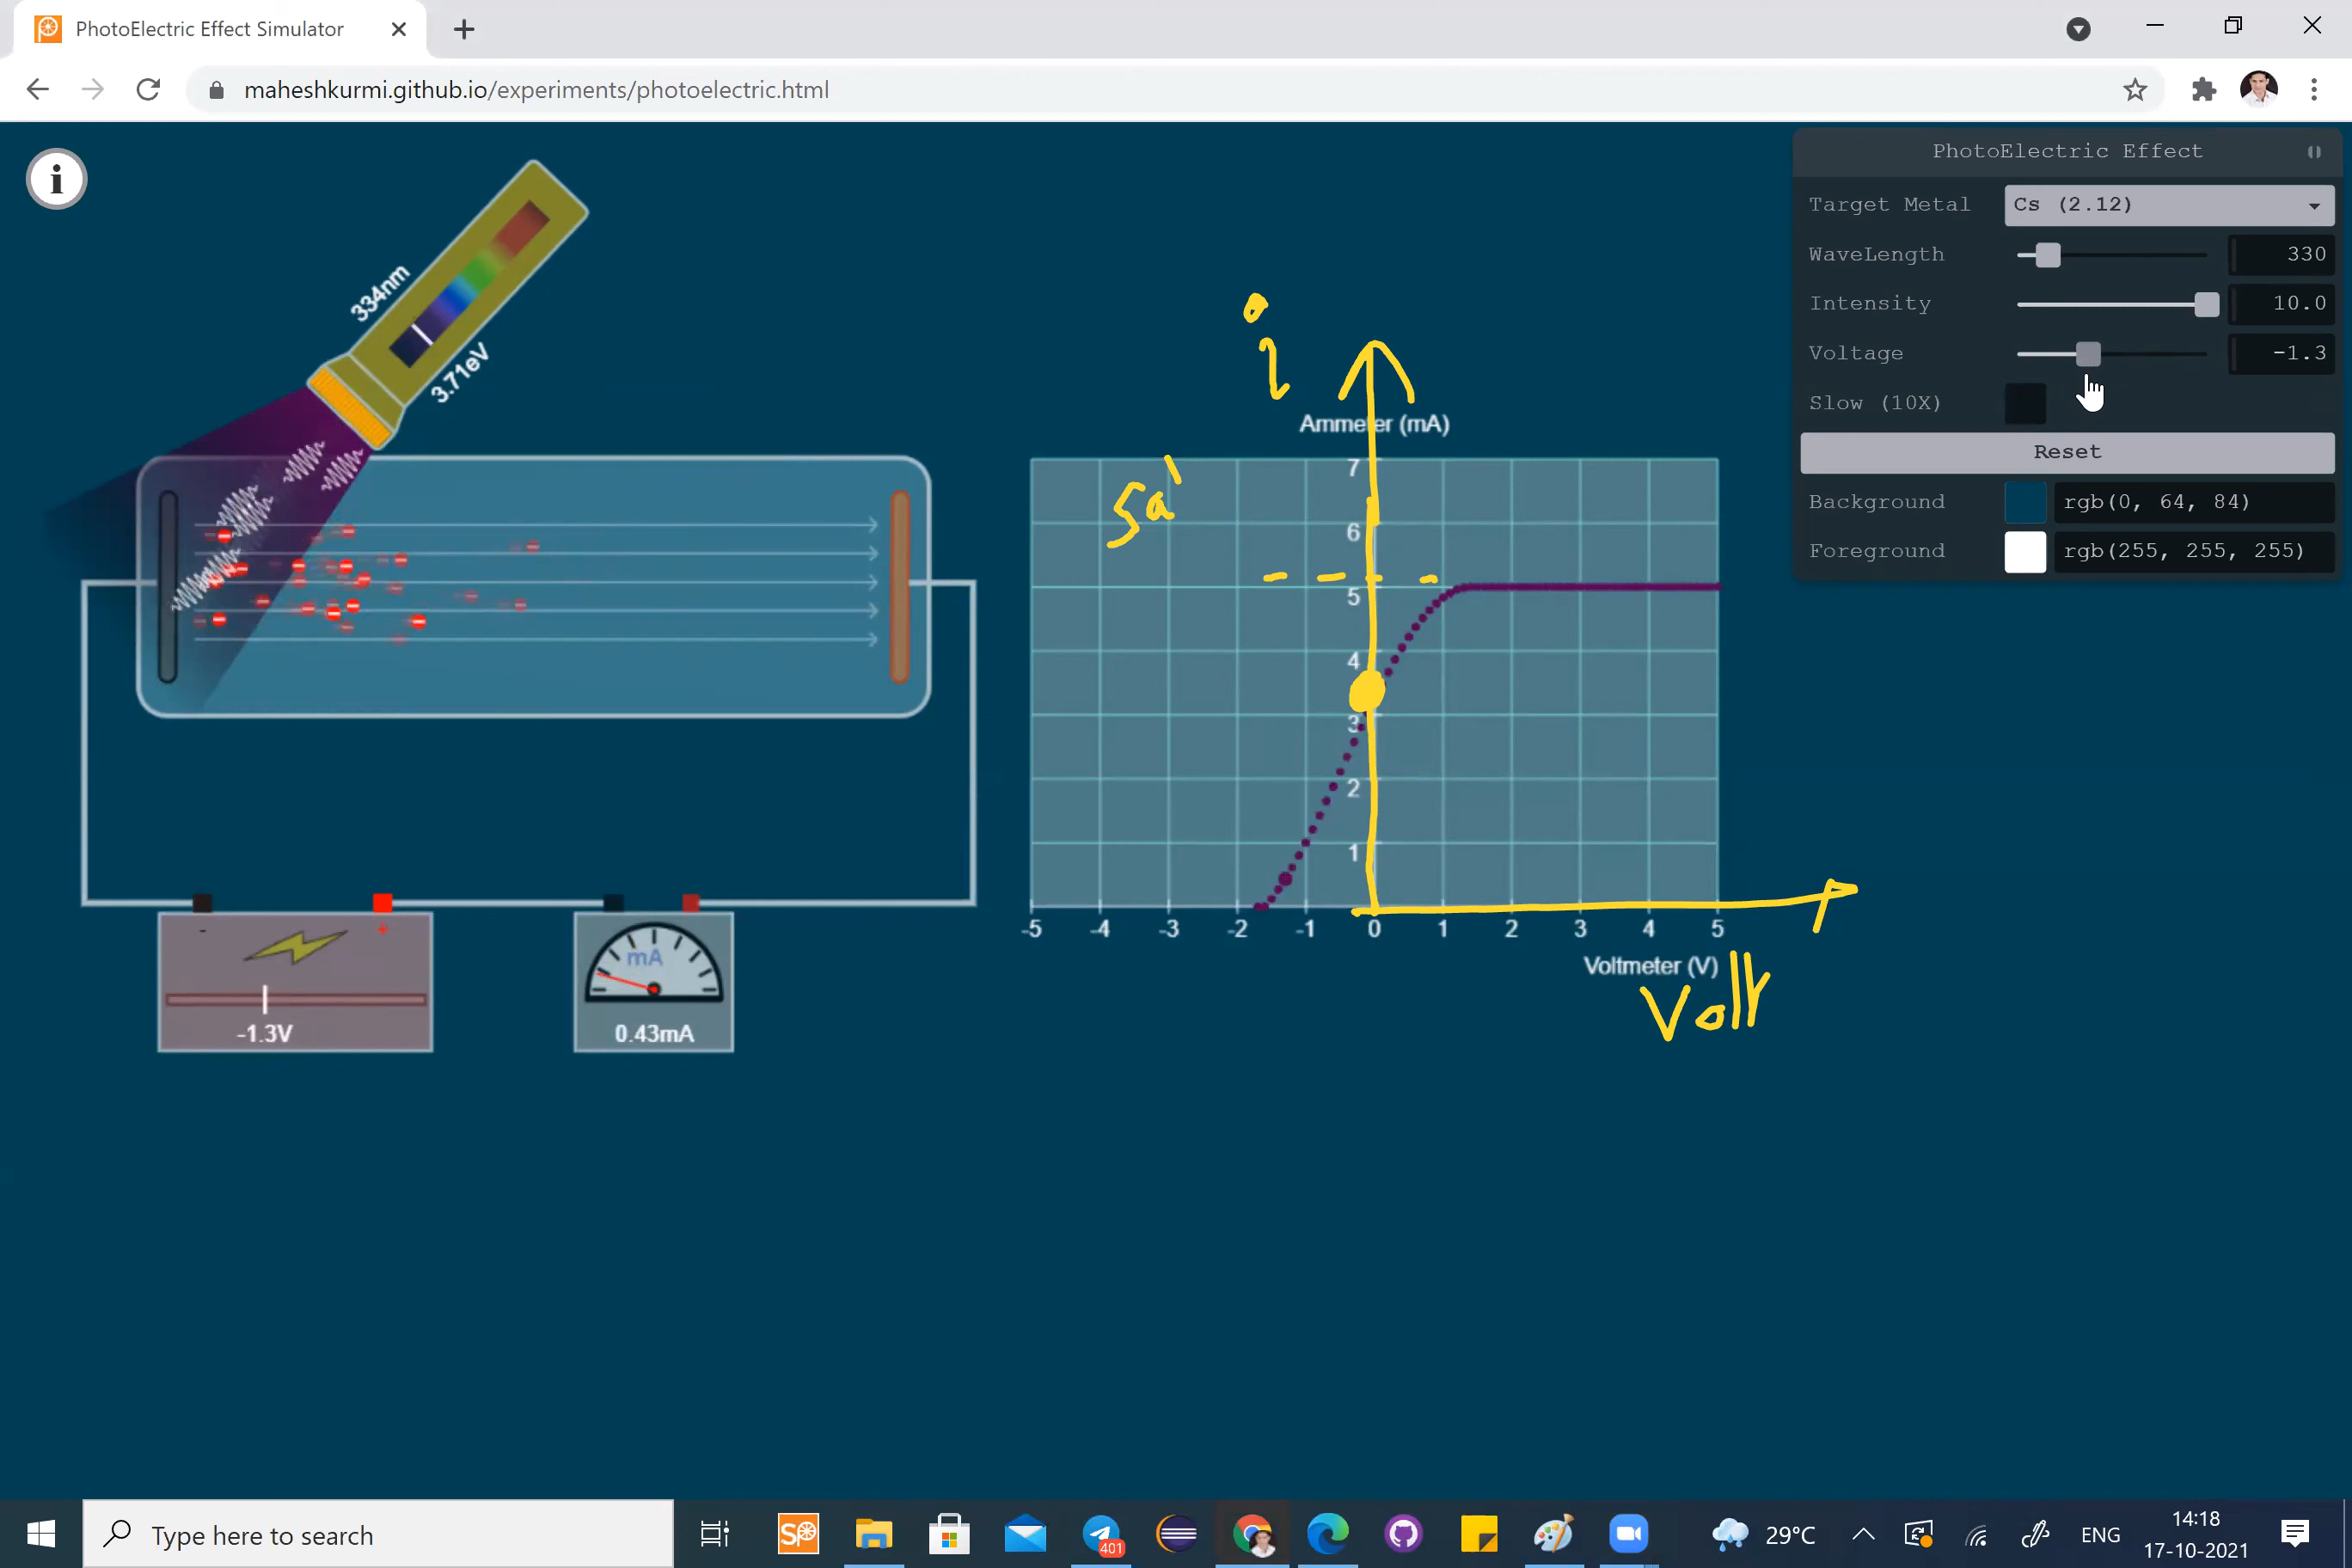 PhotoElectric Effect Simulator
maheshkurmi.github.io/experiments/photoelectric.html
i
334nm
3.71eV
i
Ammeter (mA)
7
6
5
4
3
2
1
-5 -4 -3 -2 -1 0 1 2 3 4 5
Voltmeter (V)
Volt
- +
-1.3V
mA
0.43mA
PhotoElectric Effect
Target Metal Cs (2.12)
WaveLength 330
Intensity 10.0
Voltage -1.3
Slow (10X)
Reset
Background rgb(0, 64, 84)
Foreground rgb(255, 255, 255)
Type here to search
401
29°C
ENG
14:18
17-10-2021